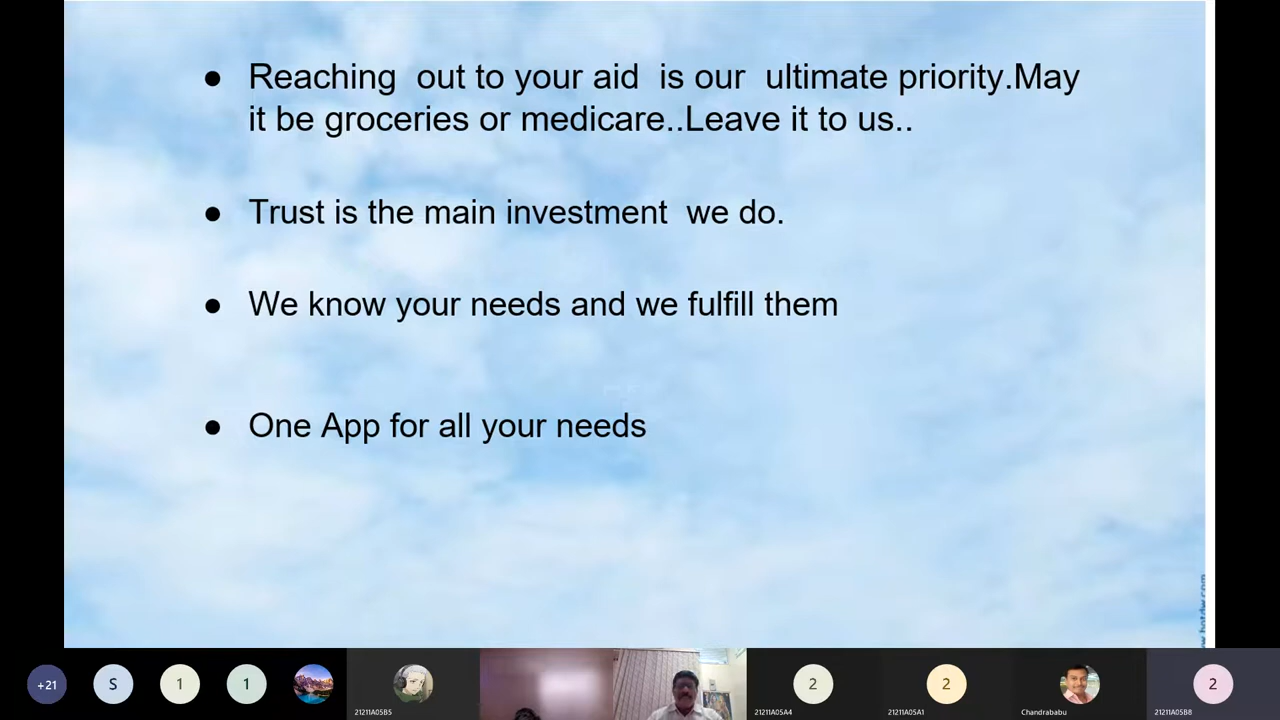 ● Reaching  out to your aid  is our  ultimate priority.May
it be groceries or medicare..Leave it to us..
● Trust is the main investment  we do.
● We know your needs and we fulfill them
● One App for all your needs
+21
S
1
1
2
2
2
21211A05B5
21211A05A4
21211A05A1
Chandrababu
21211A05B8